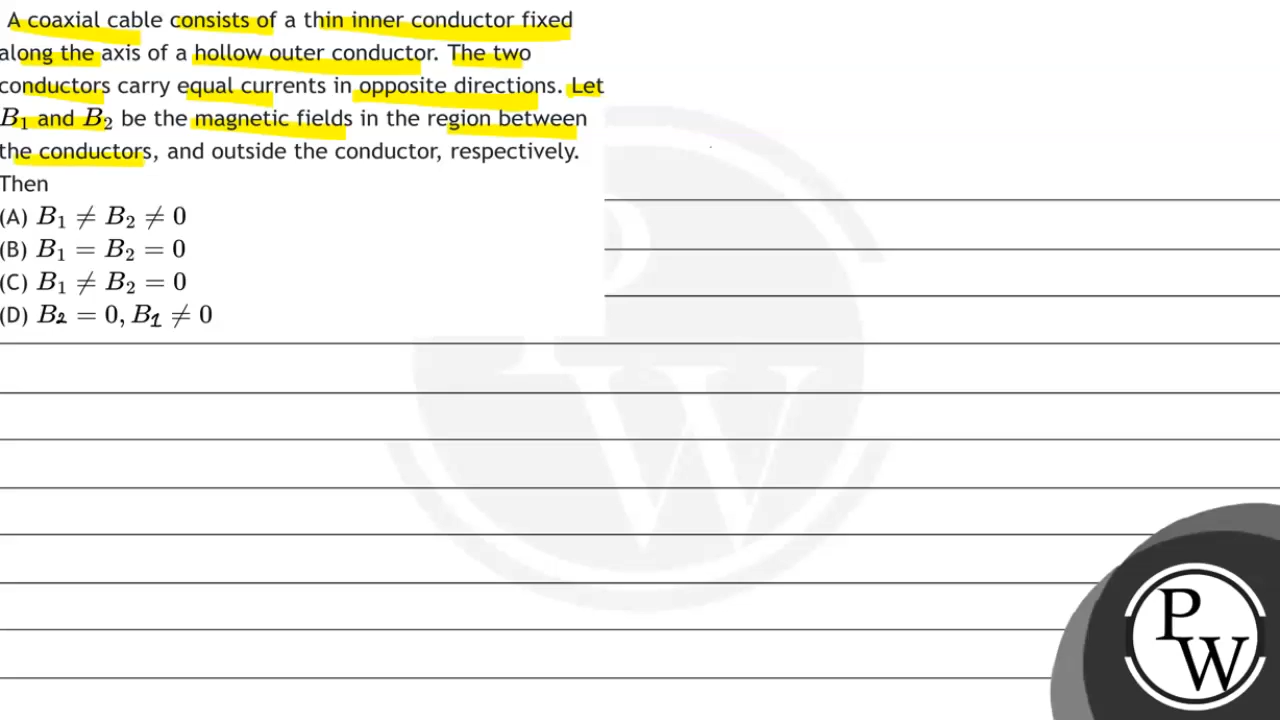 A coaxial cable consists of a thin inner conductor fixed
along the axis of a hollow outer conductor. The two
conductors carry equal currents in opposite directions. Let
B₁ and B₂ be the magnetic fields in the region between
the conductors, and outside the conductor, respectively.
Then
(A) B₁ ≠ B₂ ≠ 0
(B) B₁ = B₂ = 0
(C) B₁ ≠ B₂ = 0
(D) B₂ = 0, B₁ ≠ 0
P
W
P
W